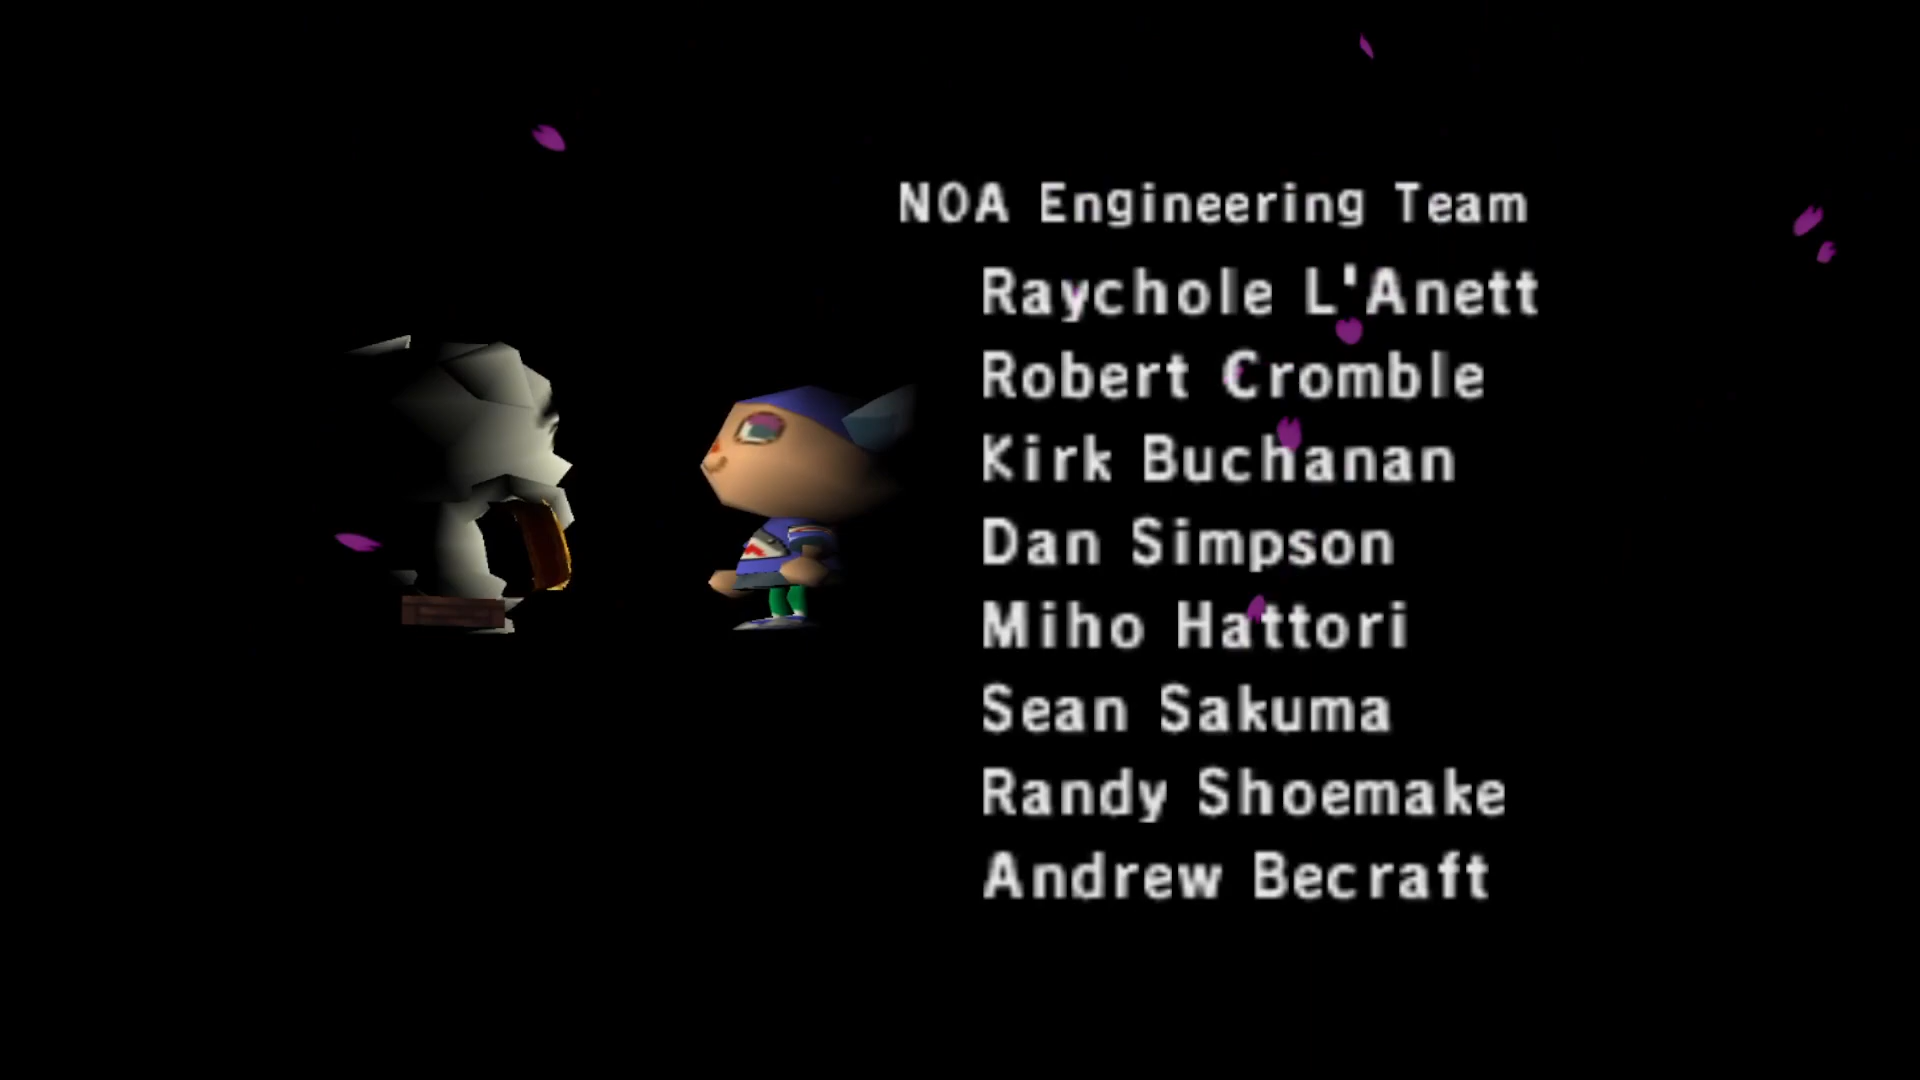 NOA Engineering Team
Raychole L'Anett
Robert Cromble
Kirk Buchanan
Dan Simpson
Miho Hattori
Sean Sakuma
Randy Shoemake
Andrew Becraft